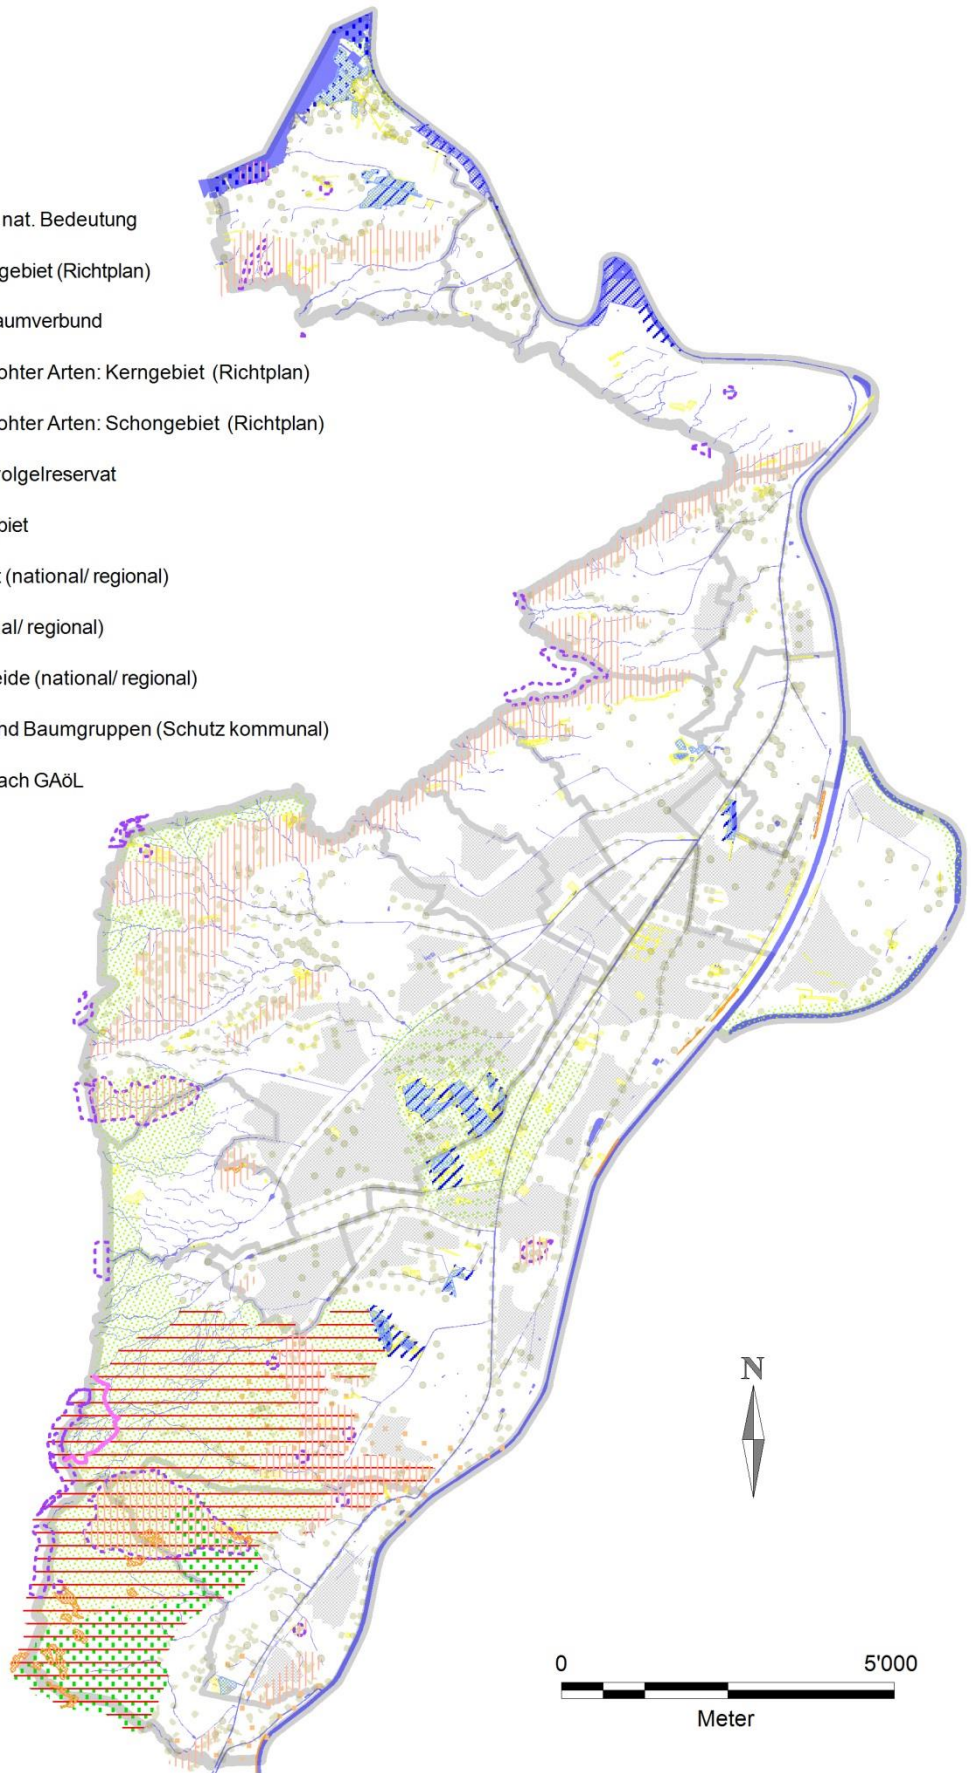 nat. Bedeutung
gebiet (Richtplan)
aumverbund
ohter Arten: Kerngebiet (Richtplan)
ohter Arten: Schongebiet (Richtplan)
volgelreservat
biet
t (national/ regional)
al/ regional)
eide (national/ regional)
nd Baumgruppen (Schutz kommunal)
ach GAöL
N
0 5'000
Meter